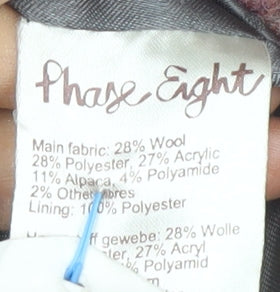 Phase Eight
Main fabric: 28% Wool
28% Polyester, 27% Acrylic
11% Alpaca, 4% Polyamide
2% Other fibres
Lining: 100% Polyester
gewebe: 28% Wolle
27% Acryl
Polyamid